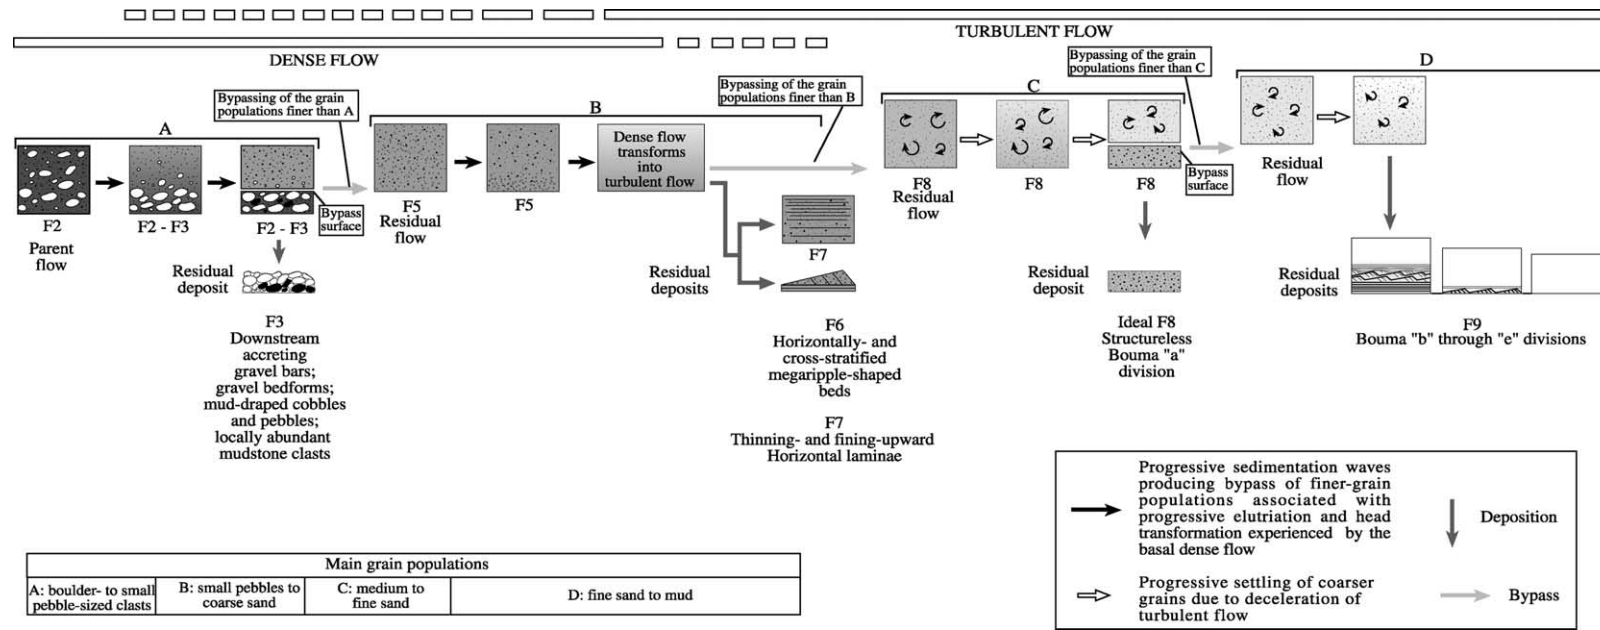 TURBULENT FLOW
DENSE FLOW
A
Bypassing of the grain
populations finer than A
B
Bypassing of the grain
populations finer than B
C
Bypassing of the grain
populations finer than C
D
F2
Parent
flow
F2 - F3
F2 - F3
Bypass
surface
F5
Residual
flow
F5
Dense flow
transforms
into
turbulent flow
F8
Residual
flow
F8
F8
Bypass
surface
Residual
flow
Residual
deposit
F3
Downstream
accreting
gravel bars;
gravel bedforms;
mud-draped cobbles
and pebbles;
locally abundant
mudstone clasts
F7
Residual
deposits
F6
Horizontally- and
cross-stratified
megaripple-shaped
beds
F7
Thinning- and fining-upward
Horizontal laminae
Residual
deposit
Ideal F8
Structureless
Bouma "a"
division
Residual
deposits
F9
Bouma "b" through "e" divisions
Progressive sedimentation waves
producing bypass of finer-grain
populations associated with
progressive elutriation and head
transformation experienced by the
basal dense flow
Deposition
Progressive settling of coarser
grains due to deceleration of
turbulent flow
Bypass
Main grain populations
A: boulder- to small
pebble-sized clasts
B: small pebbles to
coarse sand
C: medium to
fine sand
D: fine sand to mud